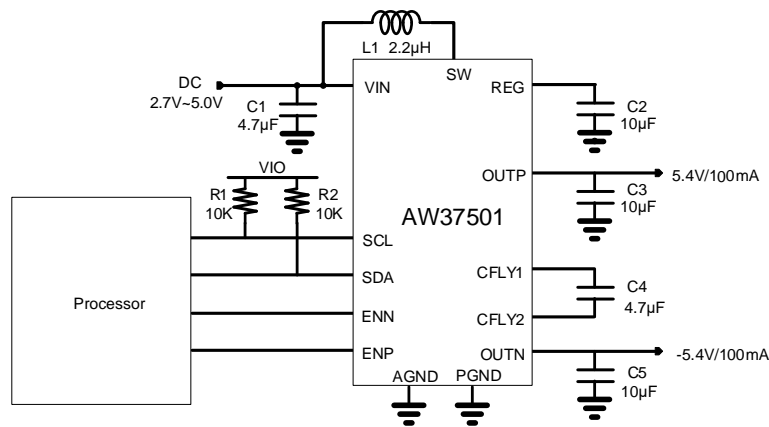 L1 2.2µH
DC
2.7V~5.0V
C1
4.7µF
VIN
SW
REG
C2
10µF
VIO
R1
10K
R2
10K
OUTP
5.4V/100mA
C3
10µF
AW37501
SCL
SDA
ENN
ENP
Processor
CFLY1
CFLY2
C4
4.7µF
OUTN
-5.4V/100mA
C5
10µF
AGND
PGND